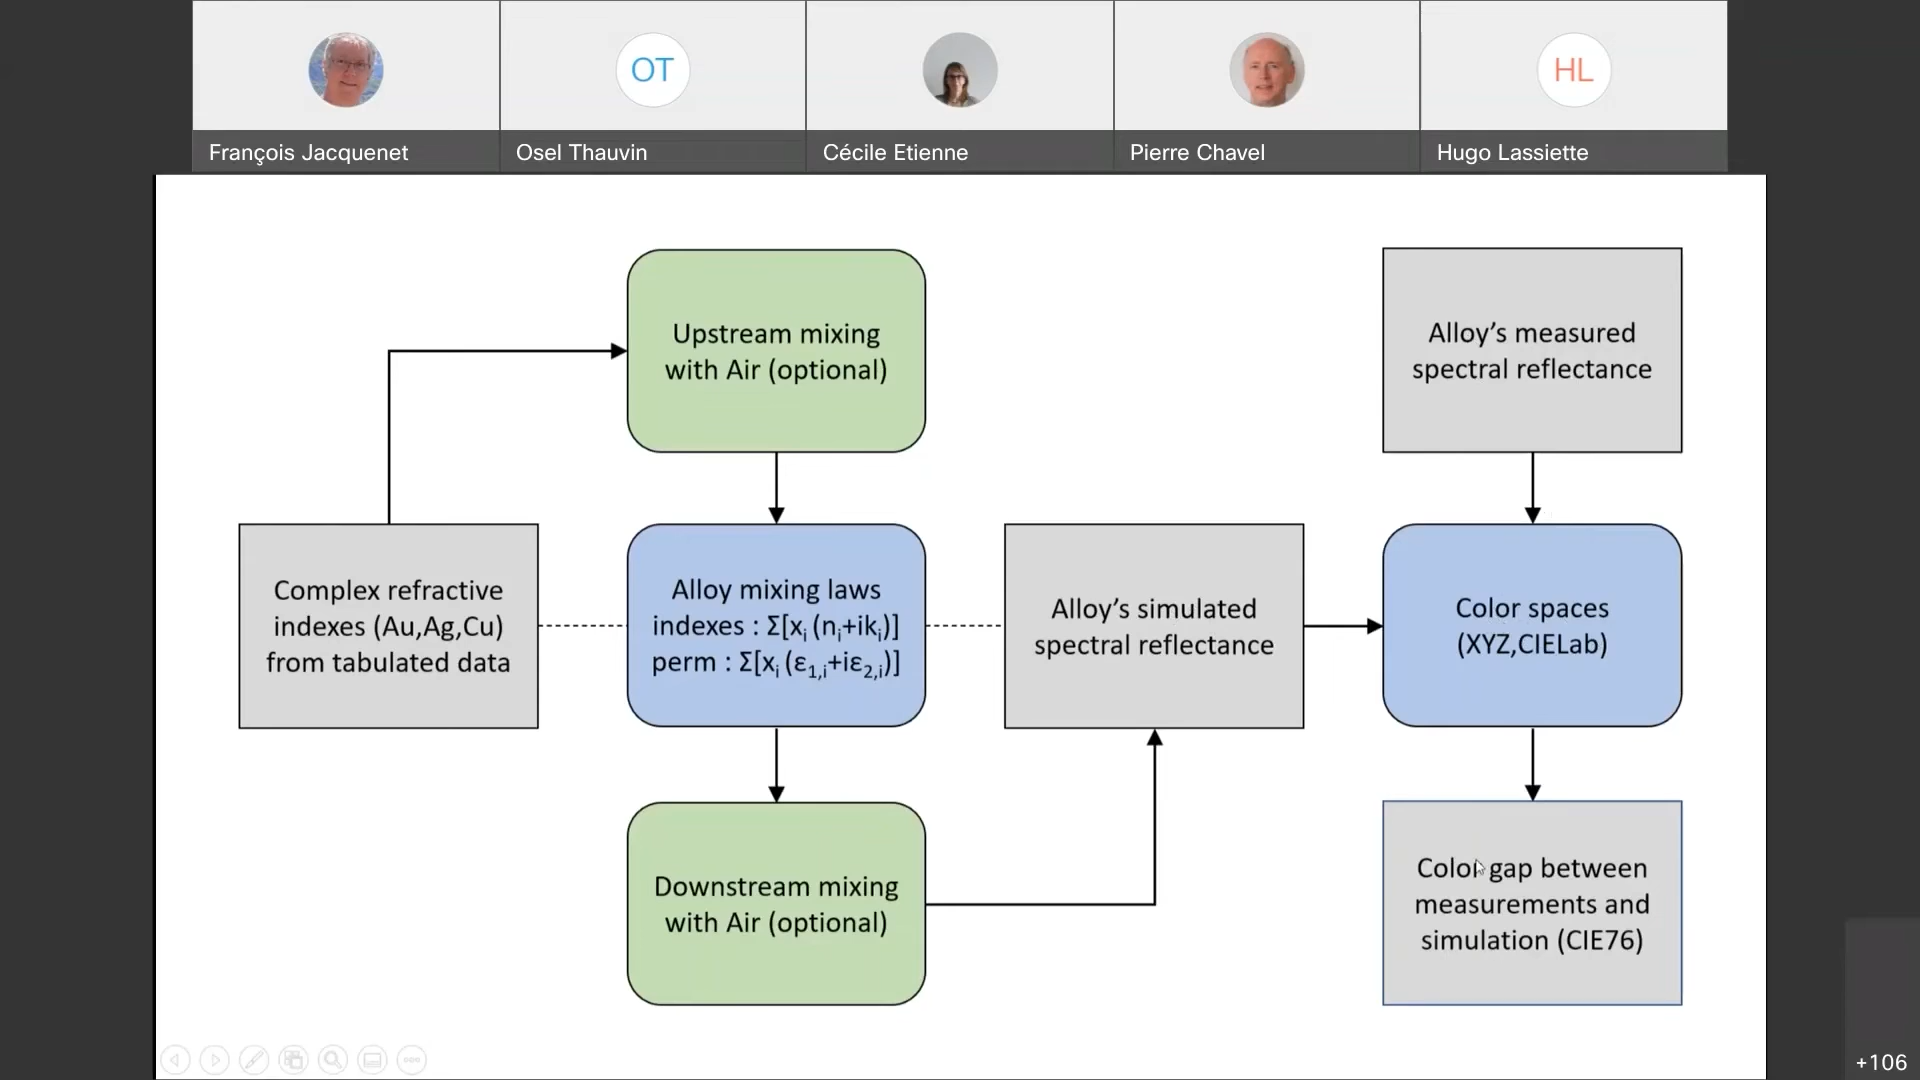 OT
HL
François Jacquenet
Osel Thauvin
Cécile Etienne
Pierre Chavel
Hugo Lassiette
Upstream mixing
with Air (optional)
Alloy’s measured
spectral reflectance
Complex refractive
indexes (Au,Ag,Cu)
from tabulated data
Alloy mixing laws
indexes : Σ[xᵢ (nᵢ+ikᵢ)]
perm : Σ[xᵢ (ε₁,ᵢ+iε₂,ᵢ)]
Alloy’s simulated
spectral reflectance
Color spaces
(XYZ,CIELab)
Downstream mixing
with Air (optional)
Color gap between
measurements and
simulation (CIE76)
+106